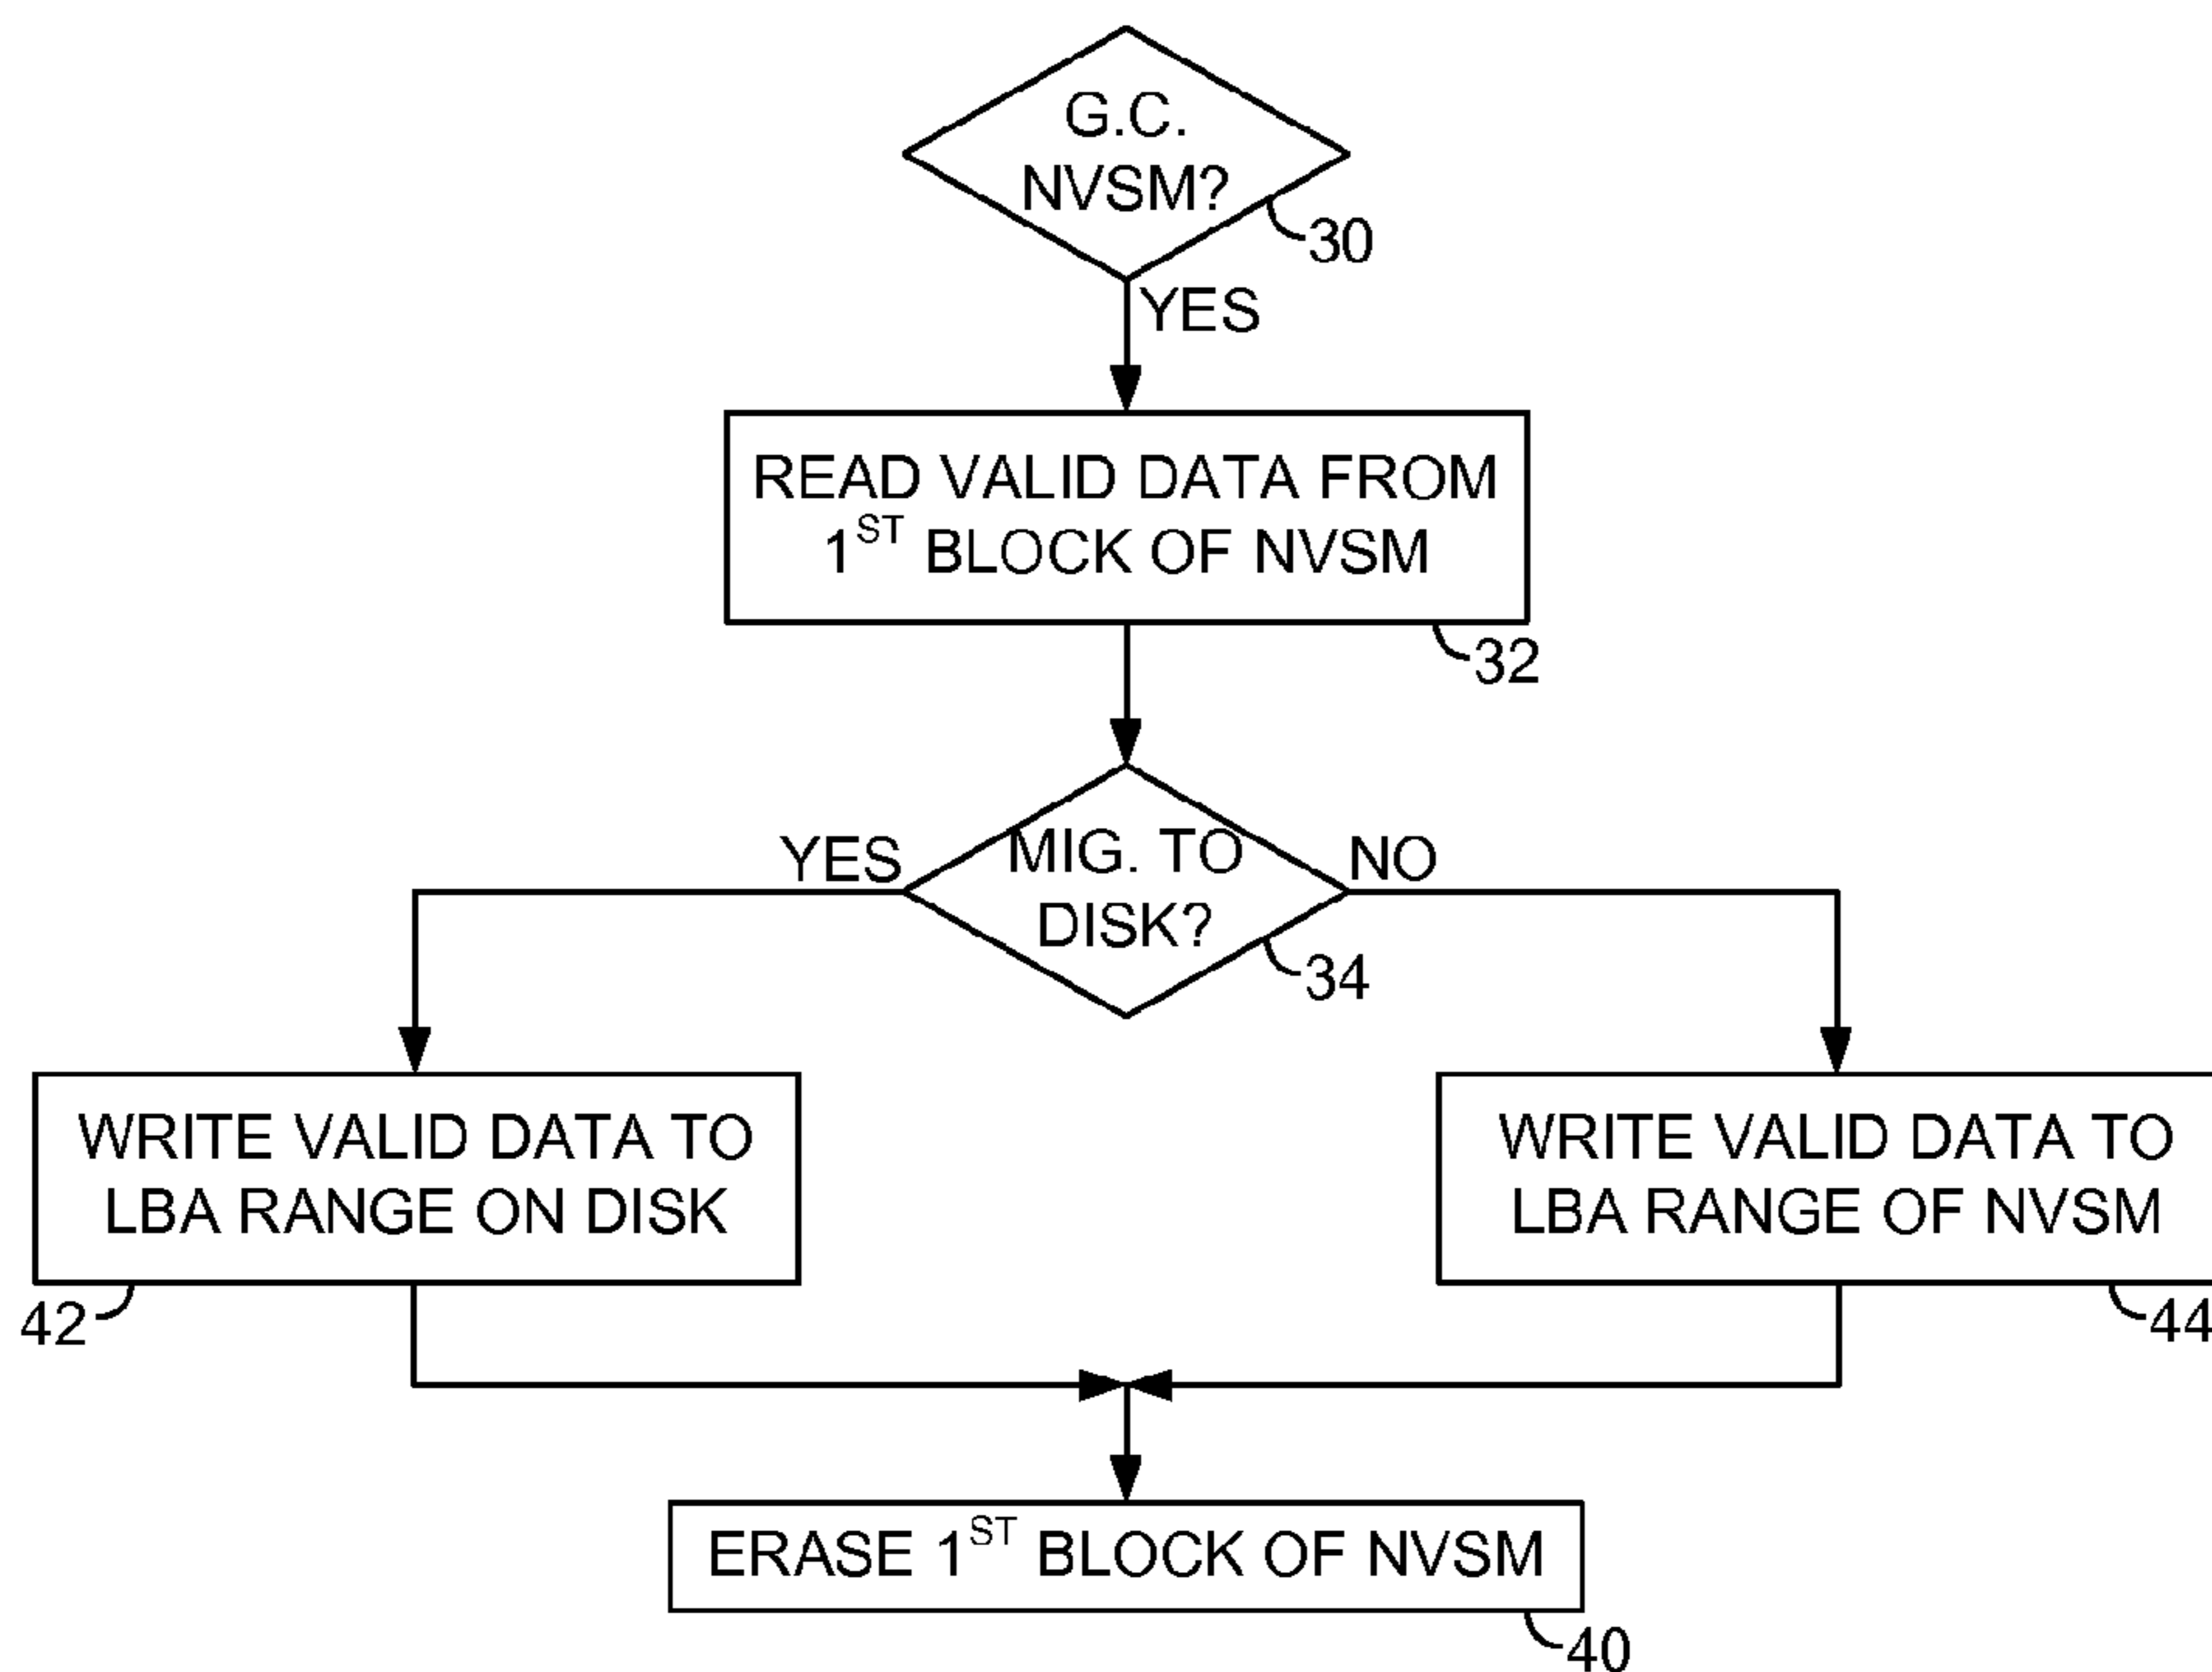 G.C.
NVSM?
30
YES
READ VALID DATA FROM
1ST BLOCK OF NVSM
32
YES
MIG. TO
DISK?
NO
34
WRITE VALID DATA TO
LBA RANGE ON DISK
42
WRITE VALID DATA TO
LBA RANGE OF NVSM
44
ERASE 1ST BLOCK OF NVSM
40